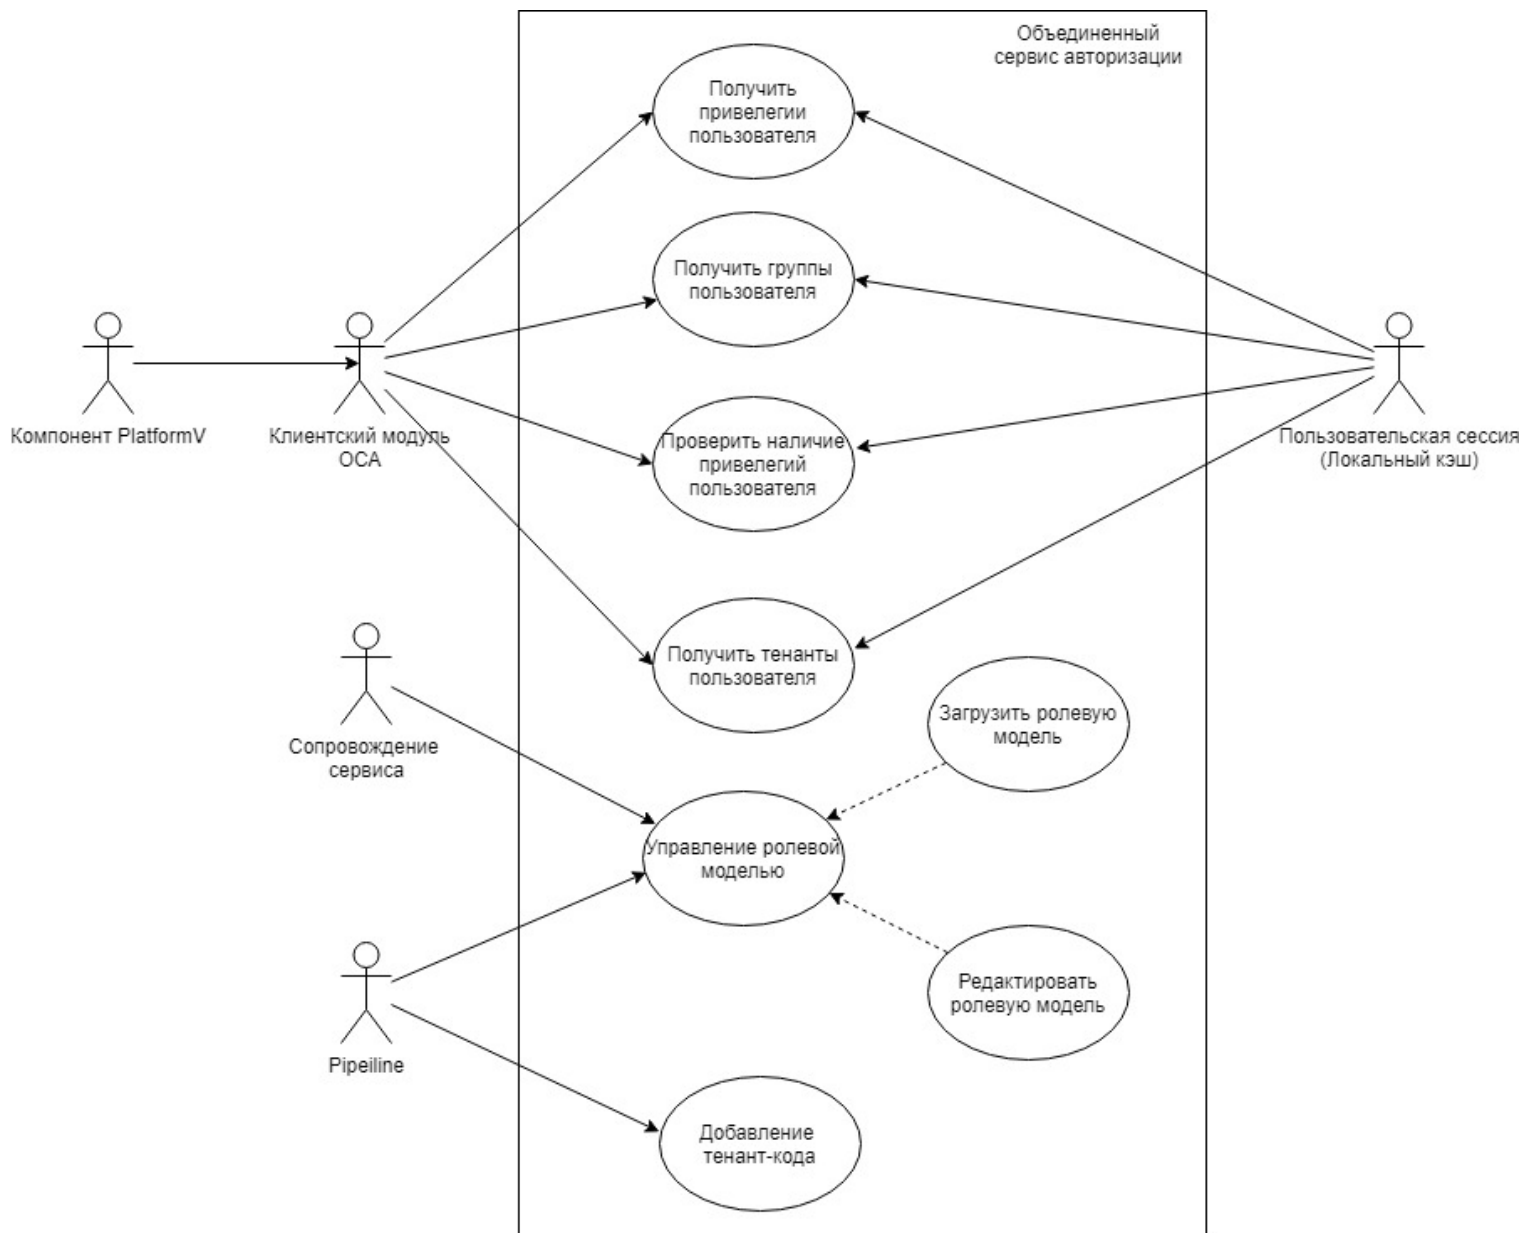 Объединенный
сервис авторизации
Получить
привелегии
пользователя
Получить группы
пользователя
Компонент PlatformV
Клиентский модуль
ОСА
Проверить наличие
привелегий
пользователя
Пользовательская сессия
(Локальный кэш)
Получить тенанты
пользователя
Загрузить ролевую
модель
Сопровождение
сервиса
Управление ролевой
моделью
Редактировать
ролевую модель
Pipeiline
Добавление
тенант-кода